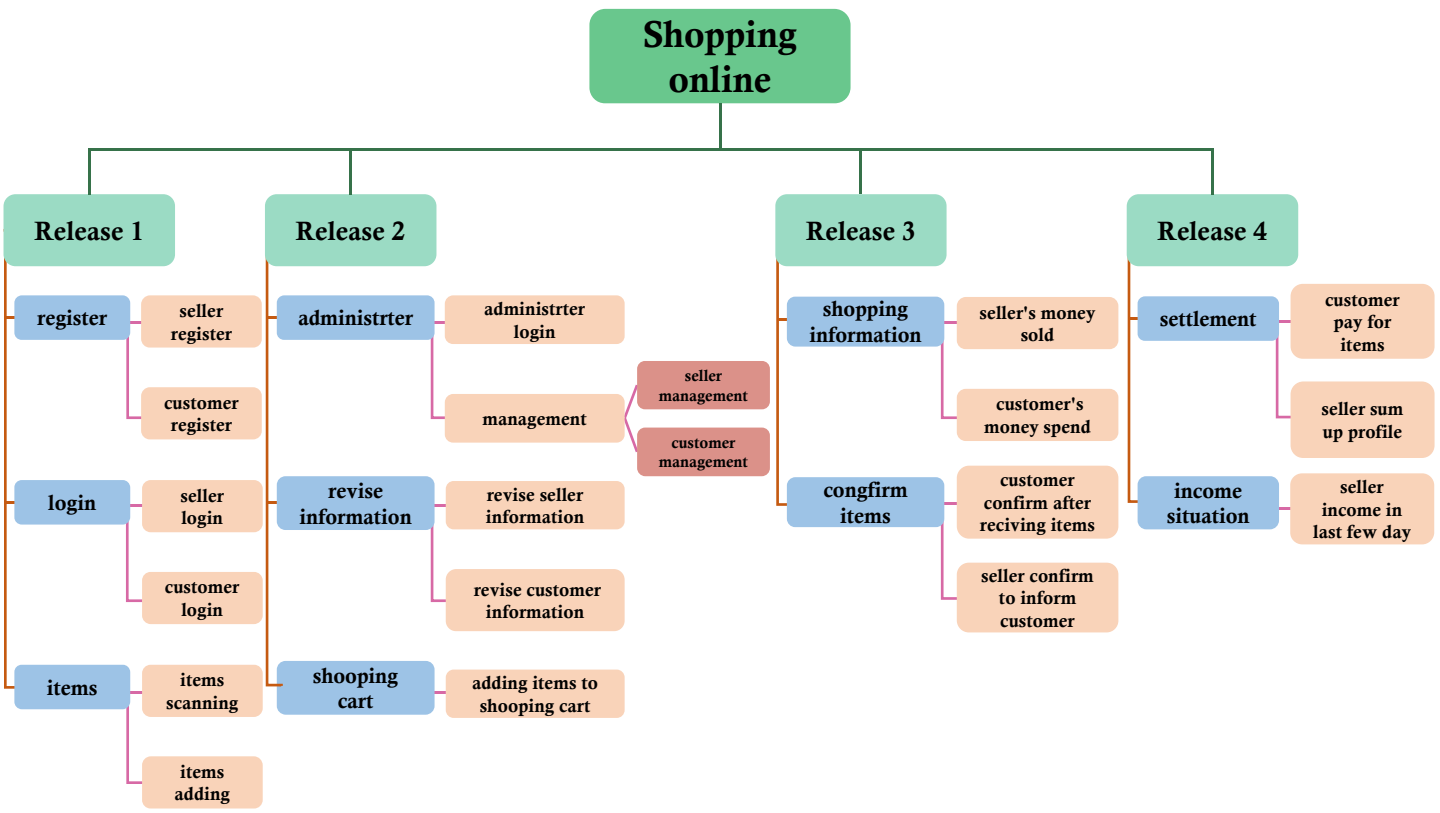 Shopping
online
Release 1
register
seller
register
customer
register
login
seller
login
customer
login
items
items
scanning
items
adding
Release 2
administrter
administrter
login
management
seller
management
customer
management
revise
information
revise seller
information
revise customer
information
shooping
cart
adding items to
shooping cart
Release 3
shopping
information
seller's money
sold
customer's
money spend
congfirm
items
customer
confirm after
reciving items
seller confirm
to inform
customer
Release 4
settlement
customer
pay for
items
seller sum
up profile
income
situation
seller
income in
last few day